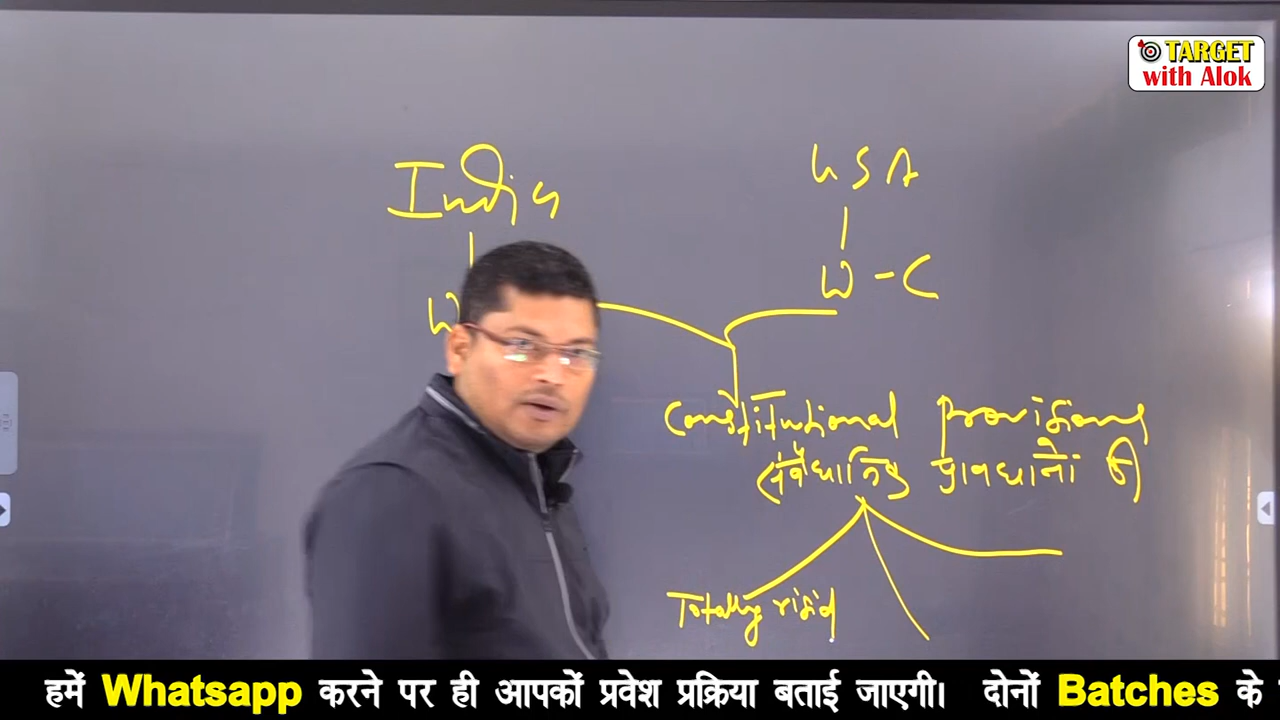 TARGET
with Alok
India
USA
W
W - C
Constitutional provisions
(संवैधानिक प्रावधानों की)
Totally rigid
हमें Whatsapp करने पर ही आपकों प्रवेश प्रक्रिया बताई जाएगी। दोनों Batches के